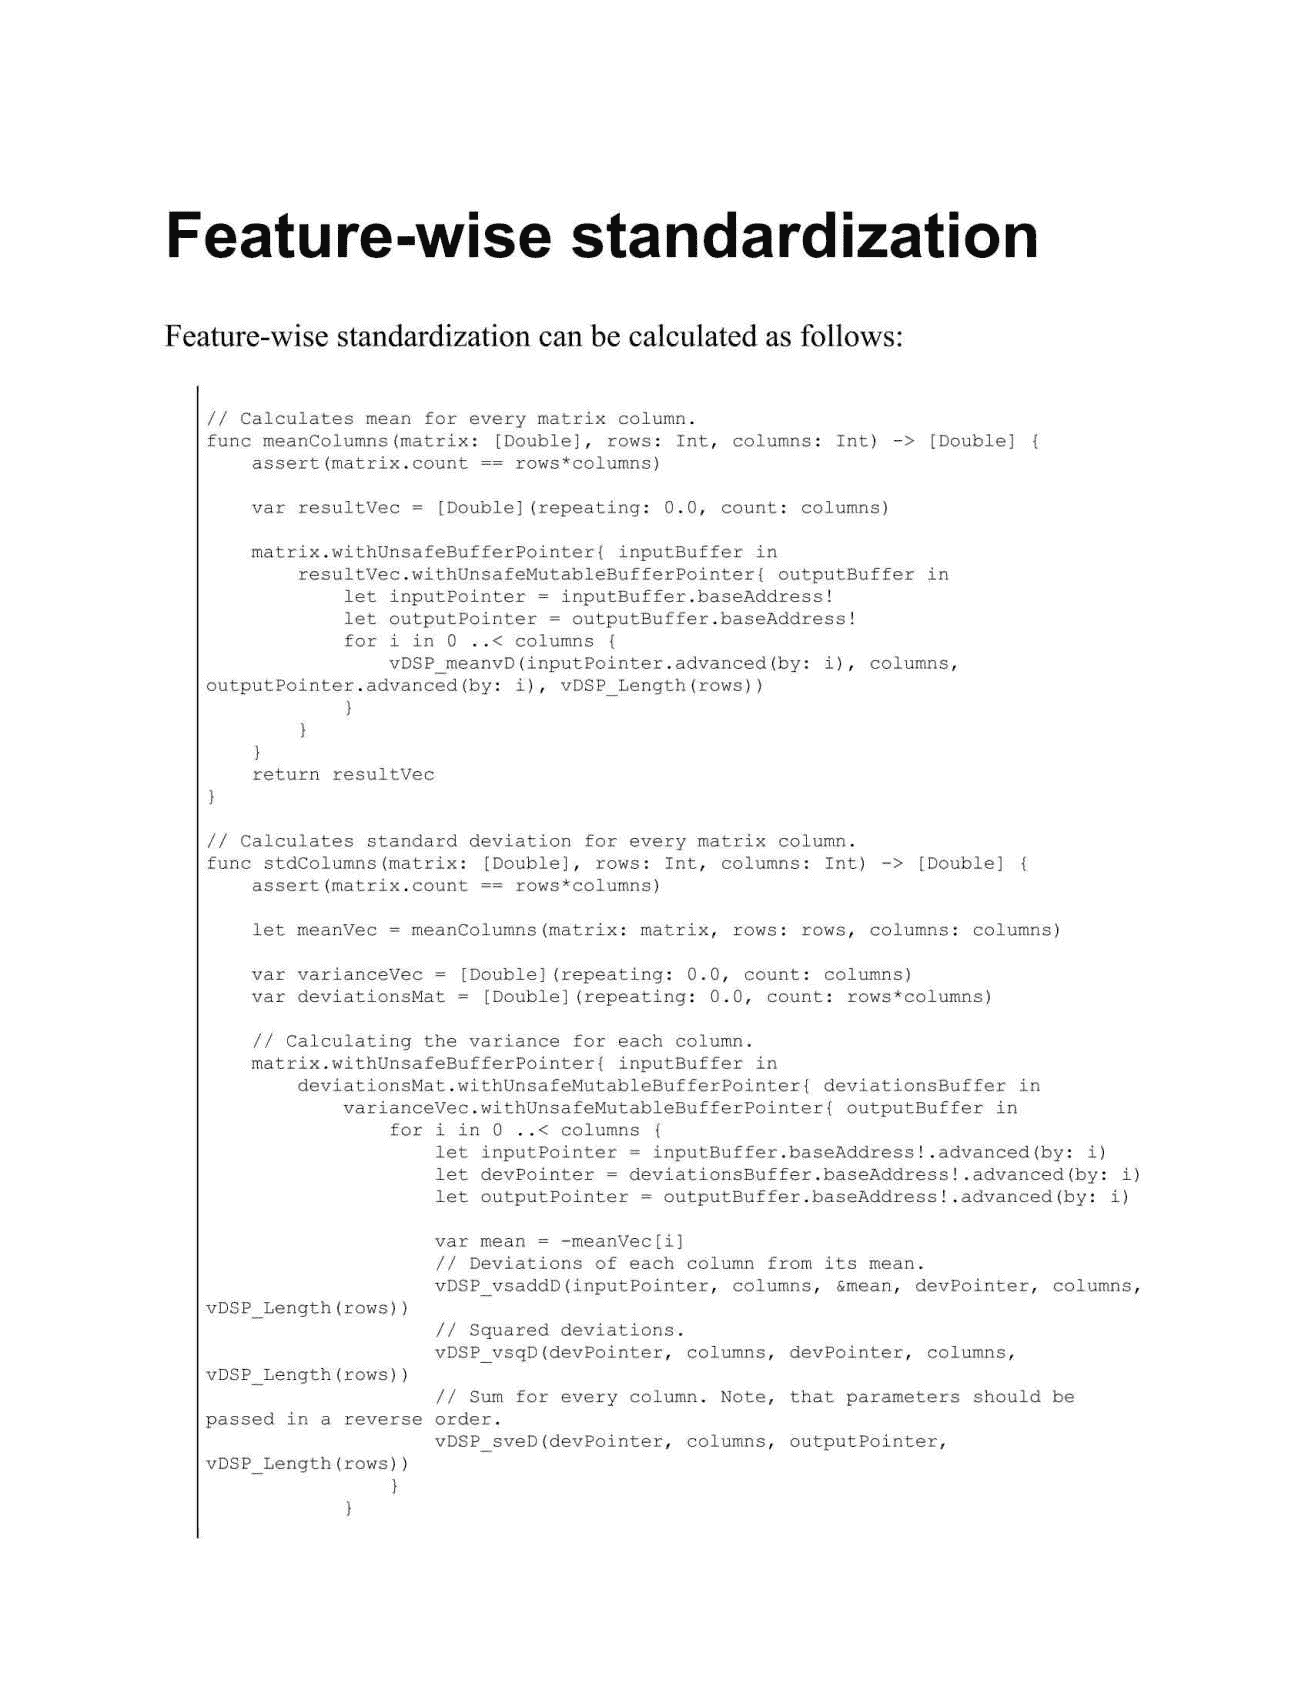 Feature-wise standardization
Feature-wise standardization can be calculated as follows:
// Calculates mean for every matrix column.
func meanColumns(matrix: [Double], rows: Int, columns: Int) -> [Double] {
    assert(matrix.count == rows*columns)

    var resultVec = [Double](repeating: 0.0, count: columns)

    matrix.withUnsafeBufferPointer{ inputBuffer in
        resultVec.withUnsafeMutableBufferPointer{ outputBuffer in
            let inputPointer = inputBuffer.baseAddress!
            let outputPointer = outputBuffer.baseAddress!
            for i in 0 ..< columns {
                vDSP_meanvD(inputPointer.advanced(by: i), columns,
outputPointer.advanced(by: i), vDSP_Length(rows))
            }
        }
    }
    return resultVec
}

// Calculates standard deviation for every matrix column.
func stdColumns(matrix: [Double], rows: Int, columns: Int) -> [Double] {
    assert(matrix.count == rows*columns)

    let meanVec = meanColumns(matrix: matrix, rows: rows, columns: columns)

    var varianceVec = [Double](repeating: 0.0, count: columns)
    var deviationsMat = [Double](repeating: 0.0, count: rows*columns)

    // Calculating the variance for each column.
    matrix.withUnsafeBufferPointer{ inputBuffer in
        deviationsMat.withUnsafeMutableBufferPointer{ deviationsBuffer in
            varianceVec.withUnsafeMutableBufferPointer{ outputBuffer in
                for i in 0 ..< columns {
                    let inputPointer = inputBuffer.baseAddress!.advanced(by: i)
                    let devPointer = deviationsBuffer.baseAddress!.advanced(by: i)
                    let outputPointer = outputBuffer.baseAddress!.advanced(by: i)

                    var mean = -meanVec[i]
                    // Deviations of each column from its mean.
                    vDSP_vsaddD(inputPointer, columns, &mean, devPointer, columns,
vDSP_Length(rows))
                    // Squared deviations.
                    vDSP_vsqD(devPointer, columns, devPointer, columns,
vDSP_Length(rows))
                    // Sum for every column. Note, that parameters should be
passed in a reverse order.
                    vDSP_sveD(devPointer, columns, outputPointer,
vDSP_Length(rows))
                }
            }